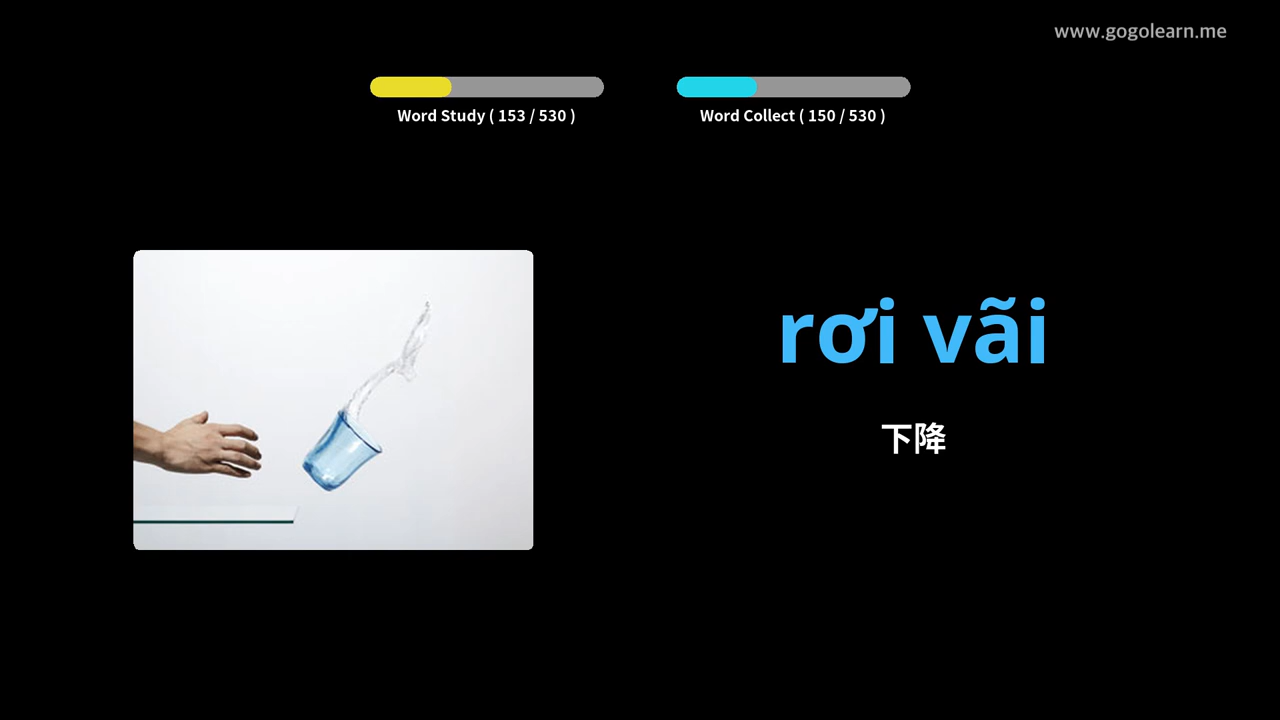 www.gogolearn.me
Word Study ( 153 / 530 )
Word Collect ( 150 / 530 )
rơi vãi
下降